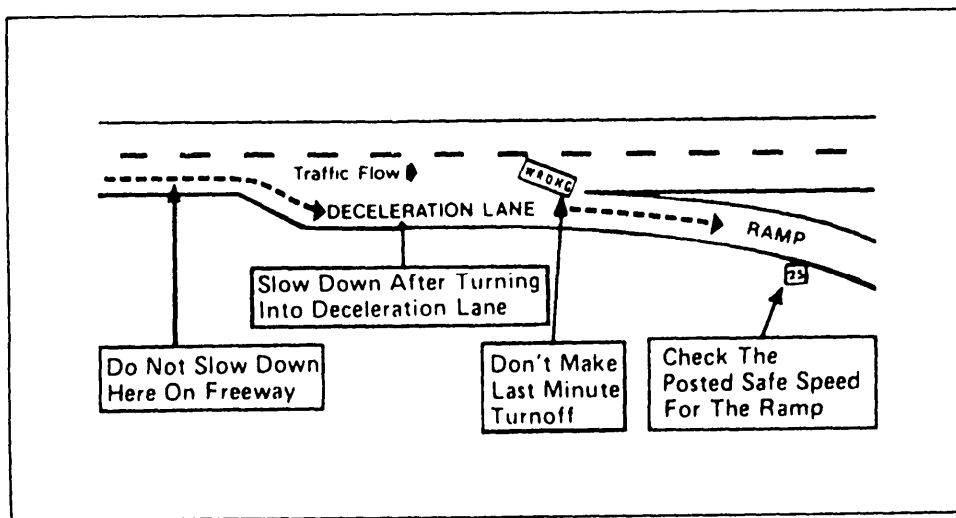 Traffic Flow
WRONG
DECELERATION LANE
RAMP
25
Slow Down After Turning
Into Deceleration Lane
Do Not Slow Down
Here On Freeway
Don't Make
Last Minute
Turnoff
Check The
Posted Safe Speed
For The Ramp